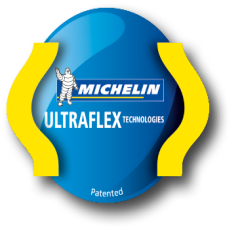 MICHELIN
ULTRAFLEX TECHNOLOGIES
Patented